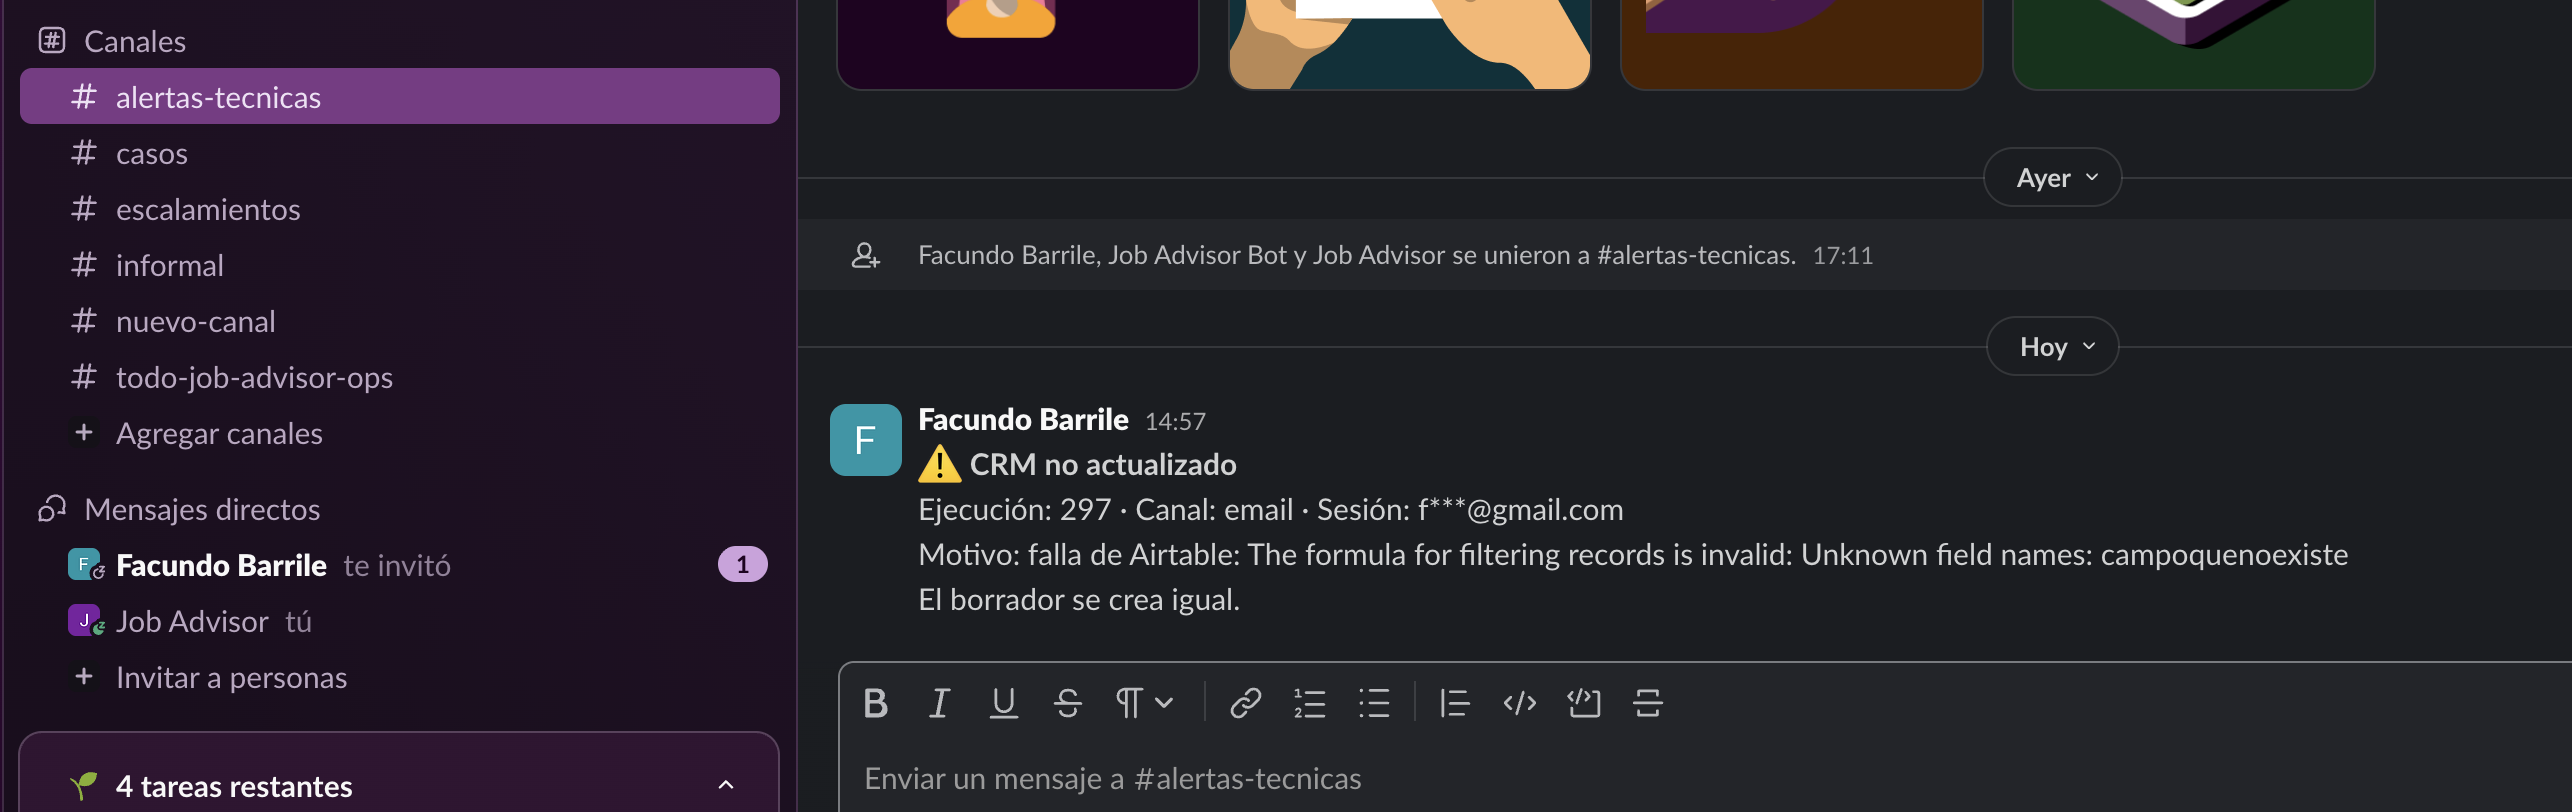 Canales
# alertas-tecnicas
# casos
# escalamientos
# informal
# nuevo-canal
# todo-job-advisor-ops
+ Agregar canales
Mensajes directos
F Facundo Barrile te invitó 1
J Job Advisor tú
+ Invitar a personas
4 tareas restantes
Ayer
Facundo Barrile, Job Advisor Bot y Job Advisor se unieron a #alertas-tecnicas. 17:11
Hoy
F
Facundo Barrile 14:57
⚠️ CRM no actualizado
Ejecución: 297 · Canal: email · Sesión: f***@gmail.com
Motivo: falla de Airtable: The formula for filtering records is invalid: Unknown field names: campoquenoexiste
El borrador se crea igual.
Enviar un mensaje a #alertas-tecnicas